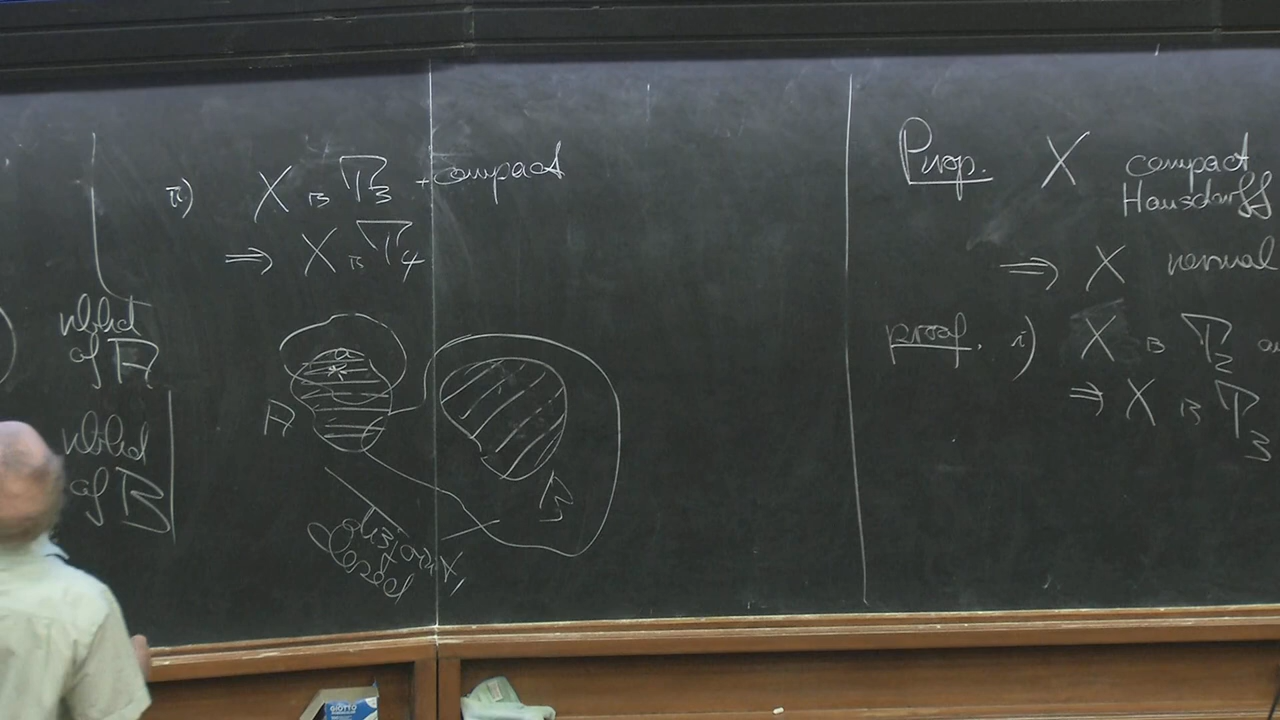 nbhd
of A
nbhd
of B
ii) X is T3 + compact
⇒ X is T4
a
A
B
disjoint,
closed
Prop. X compact
Hausdorff
⇒ X normal
proof. i) X is T2
⇒ X is T3
GIOTTO